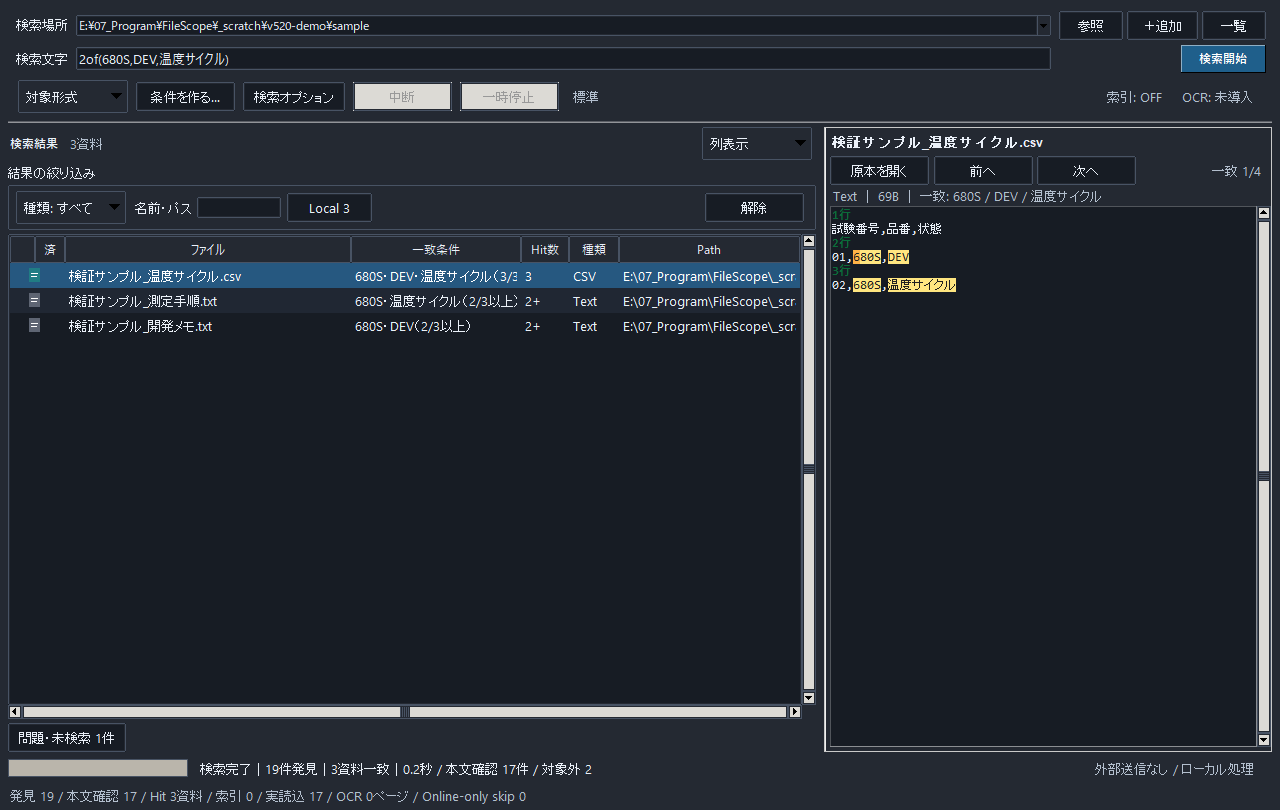 検索場所 E:¥07_Program¥FileScope¥_scratch¥v520-demo¥sample 参照 ＋追加 一覧
検索文字 2of(680S,DEV,温度サイクル) 検索開始
対象形式 条件を作る... 検索オプション 中断 一時停止 標準 索引: OFF OCR: 未導入
検索結果 3資料 列表示
結果の絞り込み
種類: すべて 名前・パス Local 3 解除
済 ファイル 一致条件 Hit数 種類 Path
検証サンプル_温度サイクル.csv 680S・DEV・温度サイクル（3/3 3 CSV E:\07_Program\FileScope\_scra
検証サンプル_測定手順.txt 680S・温度サイクル（2/3以上） 2+ Text E:\07_Program\FileScope\_scra
検証サンプル_開発メモ.txt 680S・DEV（2/3以上） 2+ Text E:\07_Program\FileScope\_scra
問題・未検索 1件
検証サンプル_温度サイクル.csv
原本を開く 前へ 次へ 一致 1/4
Text | 69B | 一致: 680S / DEV / 温度サイクル
1行
試験番号,品番,状態
2行
01,680S,DEV
3行
02,680S,温度サイクル
検索完了 | 19件発見 | 3資料一致 | 0.2秒 / 本文確認 17件 / 対象外 2 外部送信なし / ローカル処理
発見 19 / 本文確認 17 / Hit 3資料 / 索引 0 / 実読込 17 / OCR 0ページ / Online-only skip 0